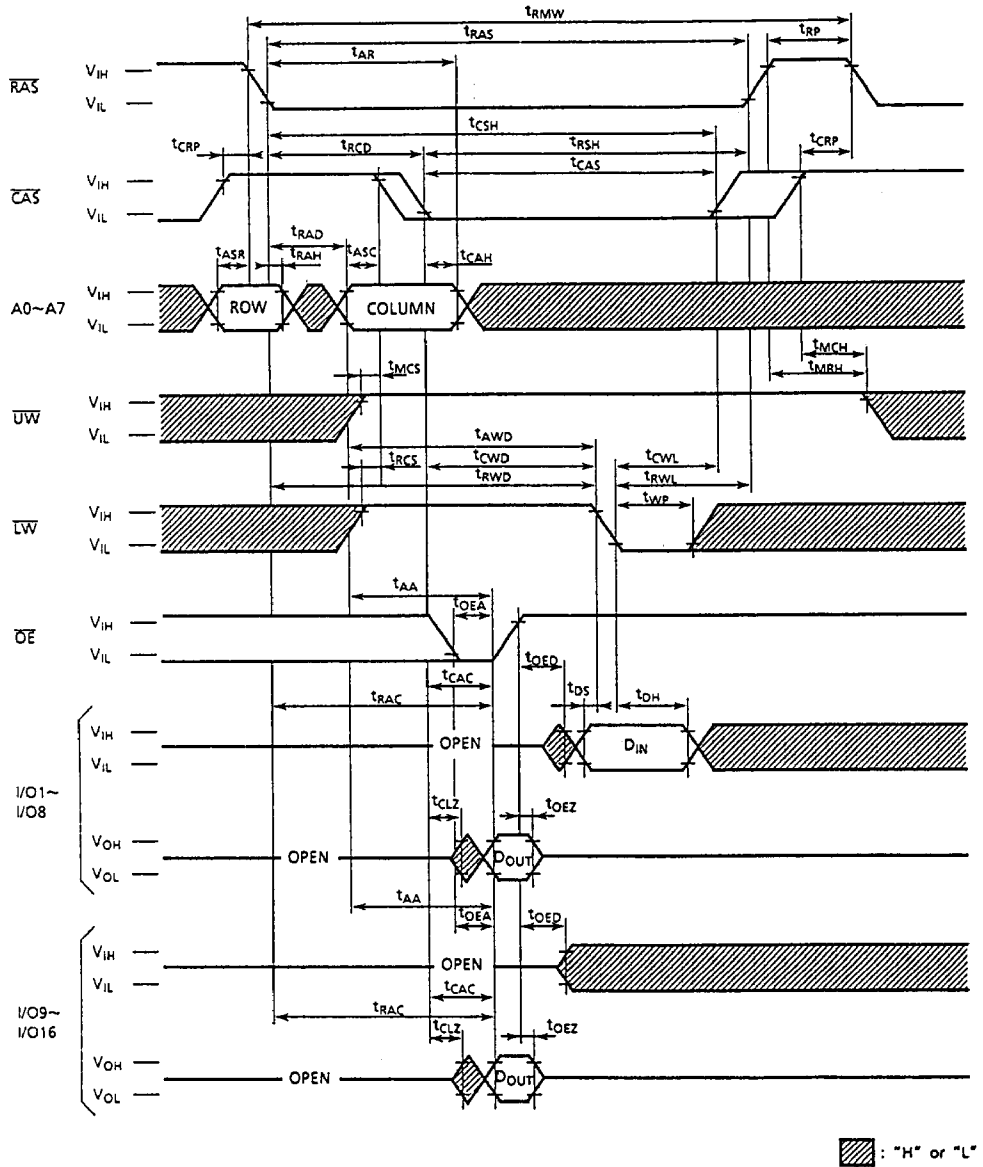 tRMW
tRAS
tRP
tAR
RAS
VIH
VIL
tCSH
tCRP
tRCD
tRSH
tCRP
tCAS
CAS
VIH
VIL
tRAD
tASR
tRAH
tASC
tCAH
A0~A7
VIH
VIL
ROW
COLUMN
tMCH
tMRH
tMCS
UW
VIH
VIL
tAWD
tRCS
tCWD
tCWL
tRWD
tRWL
tWP
LW
VIH
VIL
tAA
tOEA
OE
VIH
VIL
tOED
tCAC
tDS
tDH
tRAC
I/O1~
I/O8
VIH
VIL
OPEN
DIN
tCLZ
tOEZ
VOH
VOL
OPEN
DOUT
tAA
tOEA
tOED
I/O9~
I/O16
VIH
VIL
OPEN
tCAC
tRAC
tCLZ
tOEZ
VOH
VOL
OPEN
DOUT
: "H" or "L"